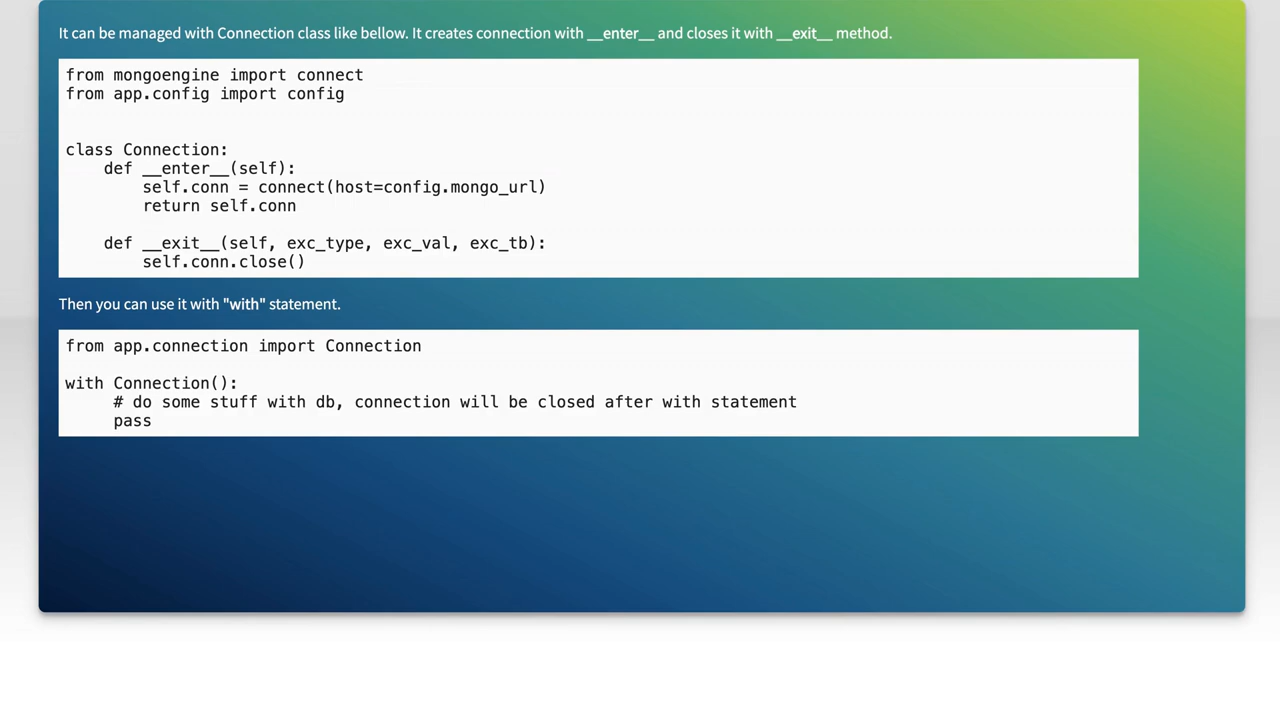 It can be managed with Connection class like bellow. It creates connection with __enter__ and closes it with __exit__ method.
from mongoengine import connect
from app.config import config
class Connection:
    def __enter__(self):
        self.conn = connect(host=config.mongo_url)
        return self.conn
    def __exit__(self, exc_type, exc_val, exc_tb):
        self.conn.close()
Then you can use it with "with" statement.
from app.connection import Connection
with Connection():
     # do some stuff with db, connection will be closed after with statement
     pass